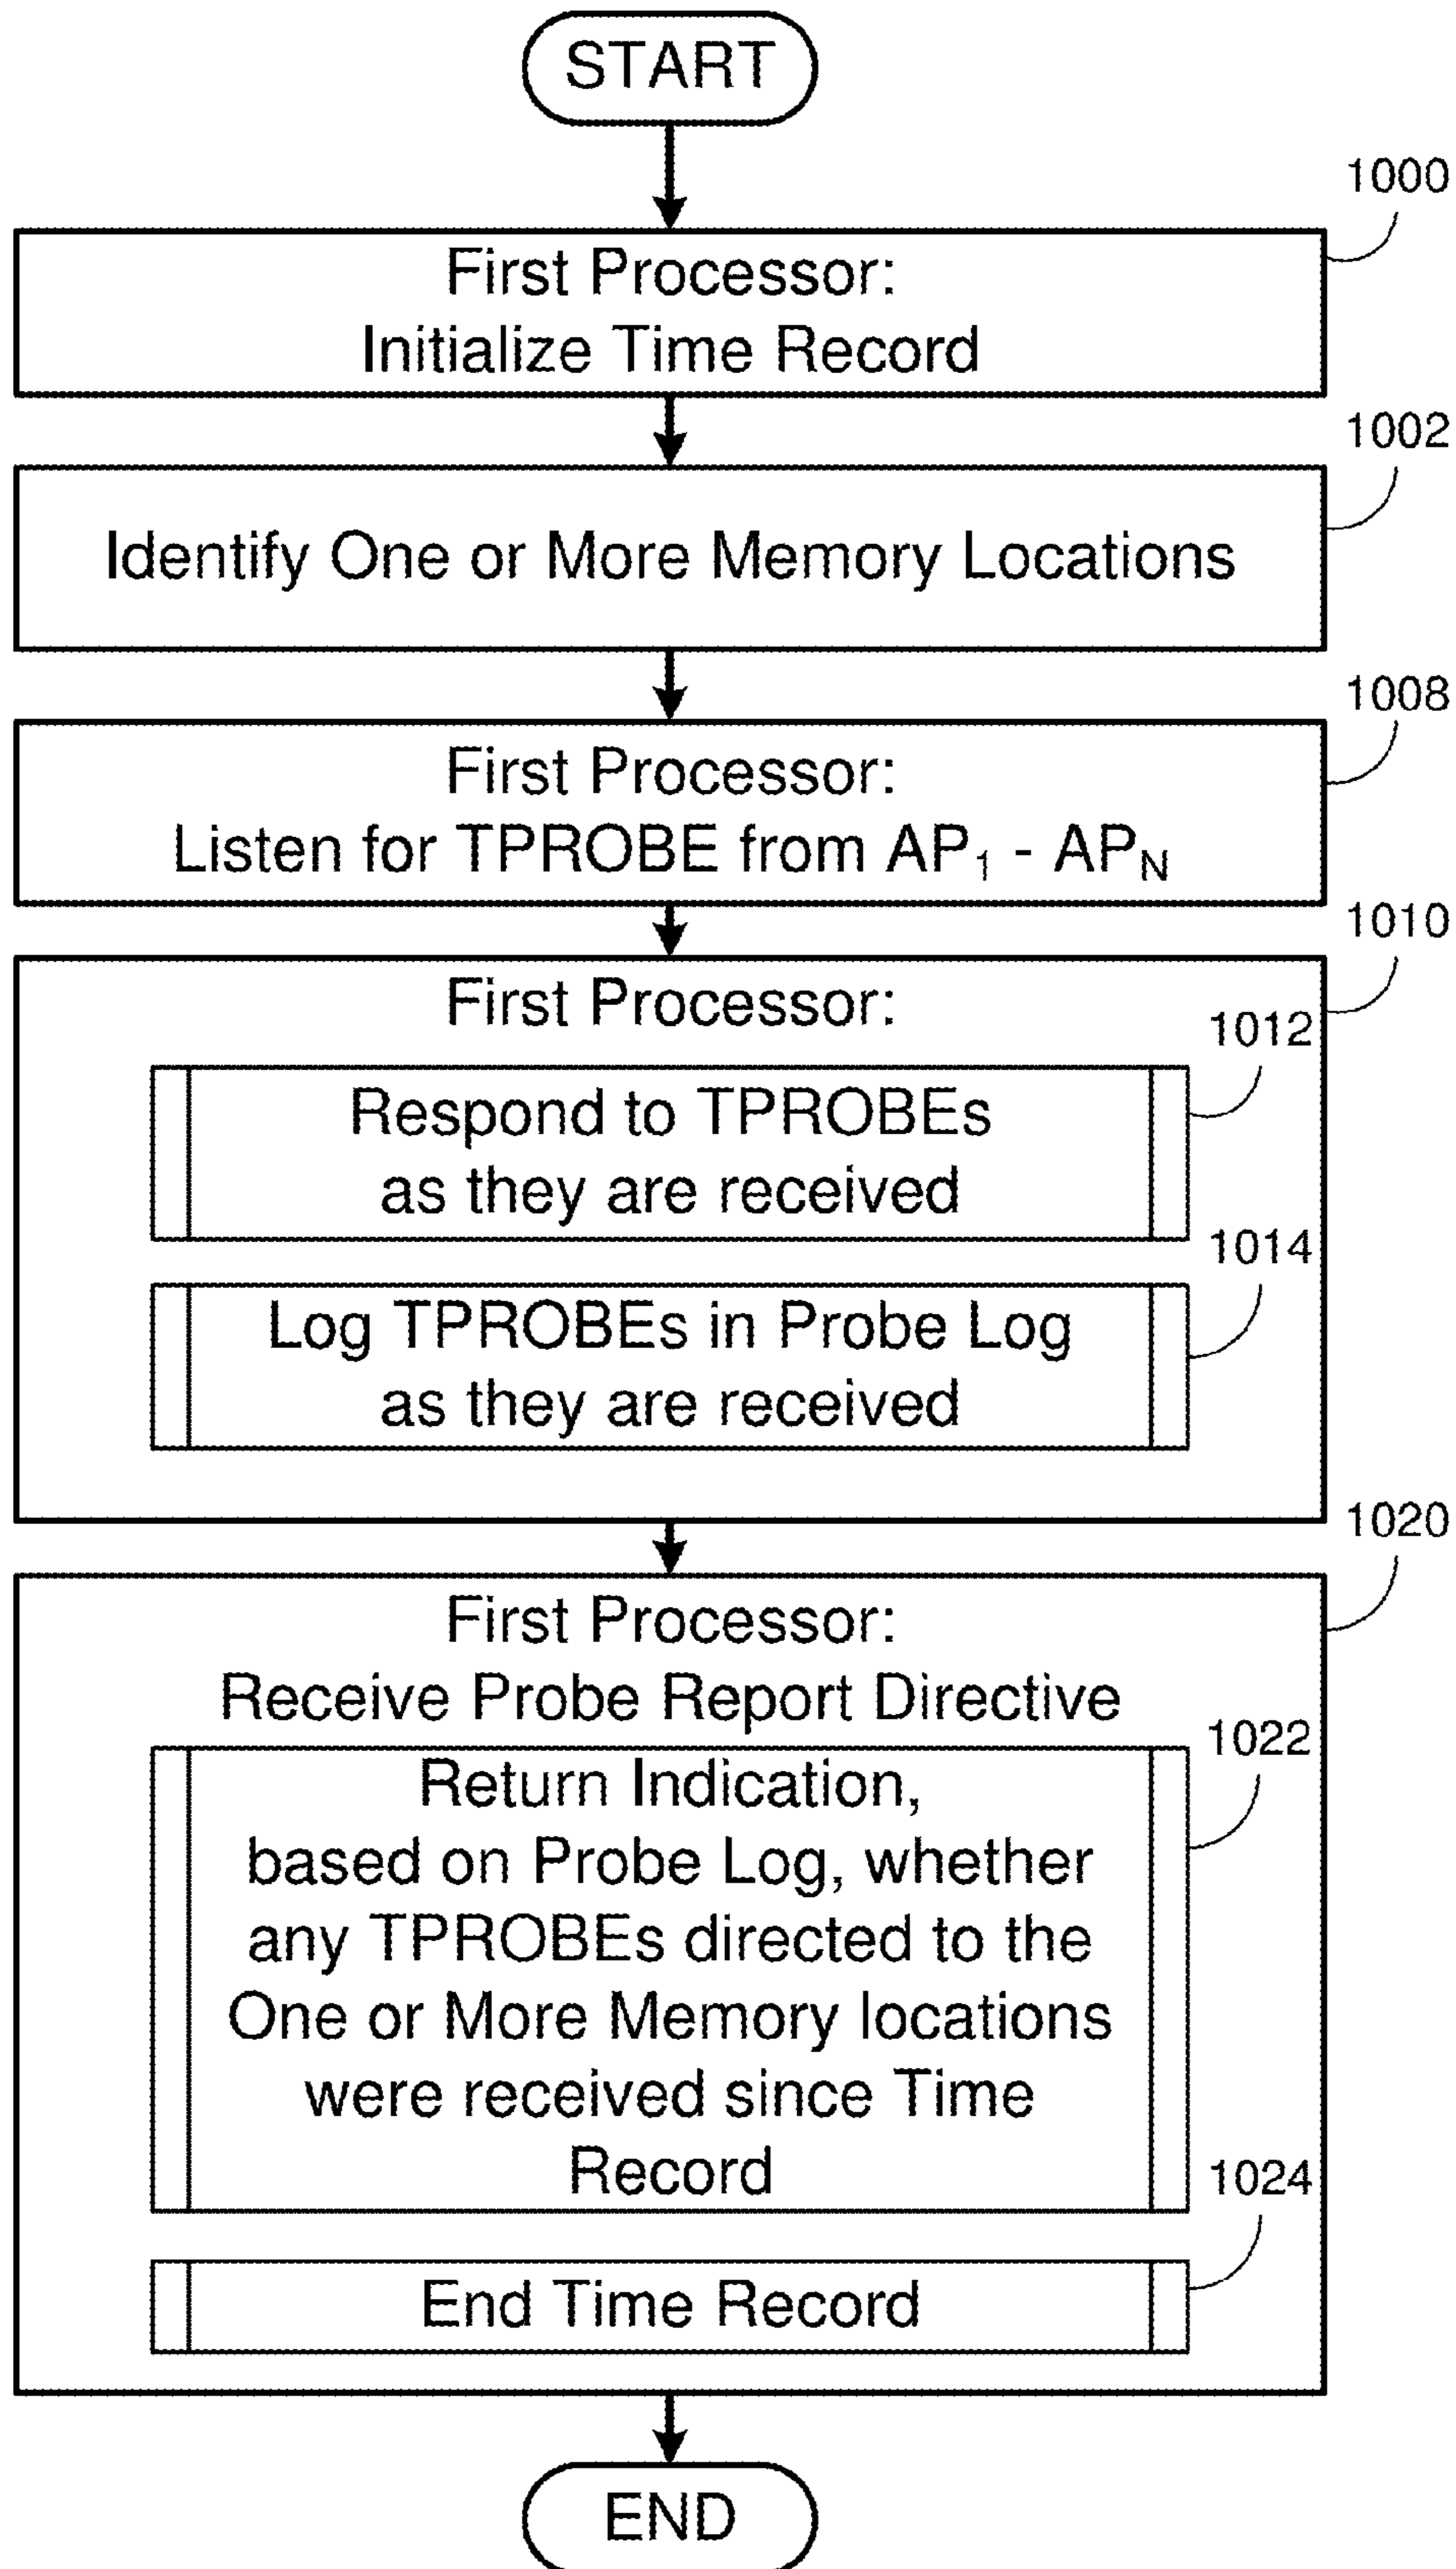 START
1000
First Processor:
Initialize Time Record
1002
Identify One or More Memory Locations
1008
First Processor:
Listen for TPROBE from AP₁ - APN
1010
First Processor:
1012
Respond to TPROBEs
as they are received
1014
Log TPROBEs in Probe Log
as they are received
1020
First Processor:
Receive Probe Report Directive
1022
Return Indication,
based on Probe Log, whether
any TPROBEs directed to the
One or More Memory locations
were received since Time
Record
1024
End Time Record
END